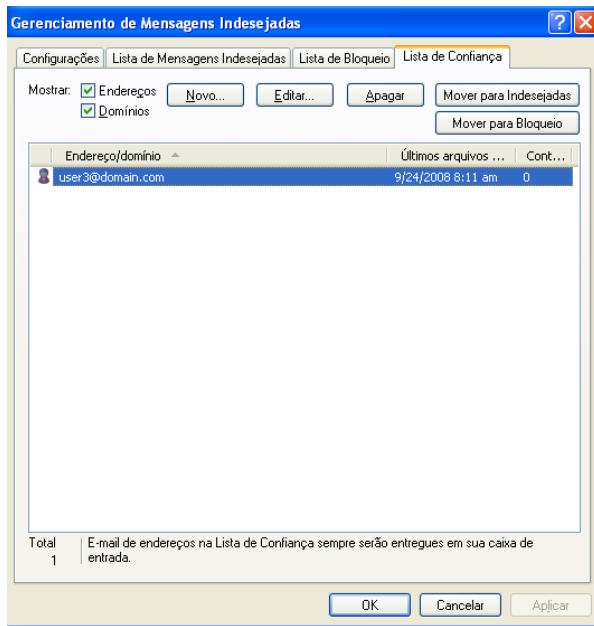 Gerenciamento de Mensagens Indesejadas
Configurações Lista de Mensagens Indesejadas Lista de Bloqueio Lista de Confiança
Mostrar: Endereços Novo... Editar... Apagar Mover para Indesejadas
Domínios Mover para Bloqueio
Endereço/domínio Últimos arquivos ... Cont...
user3@domain.com 9/24/2008 8:11 am 0
Total E-mail de endereços na Lista de Confiança sempre serão entregues em sua caixa de
1 entrada.
OK Cancelar Aplicar